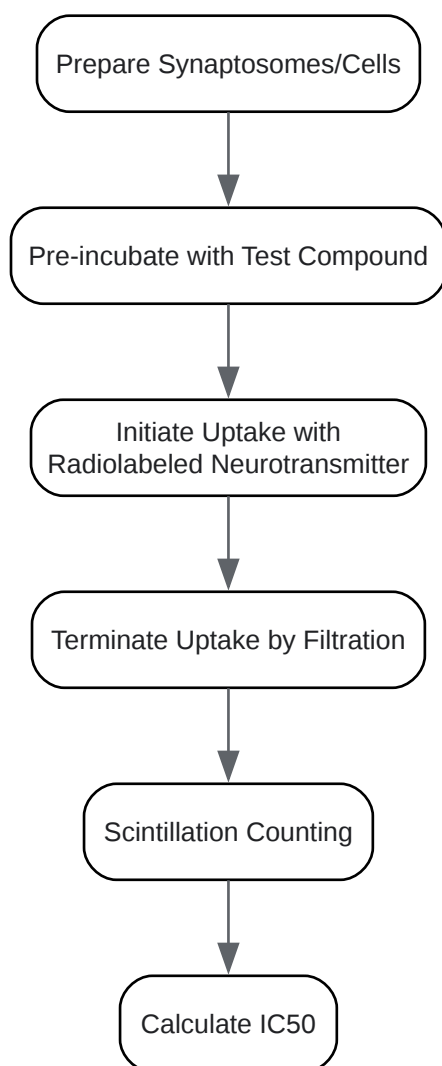 Prepare Synaptosomes/Cells
Pre-incubate with Test Compound
Initiate Uptake with
Radiolabeled Neurotransmitter
Terminate Uptake by Filtration
Scintillation Counting
Calculate IC50